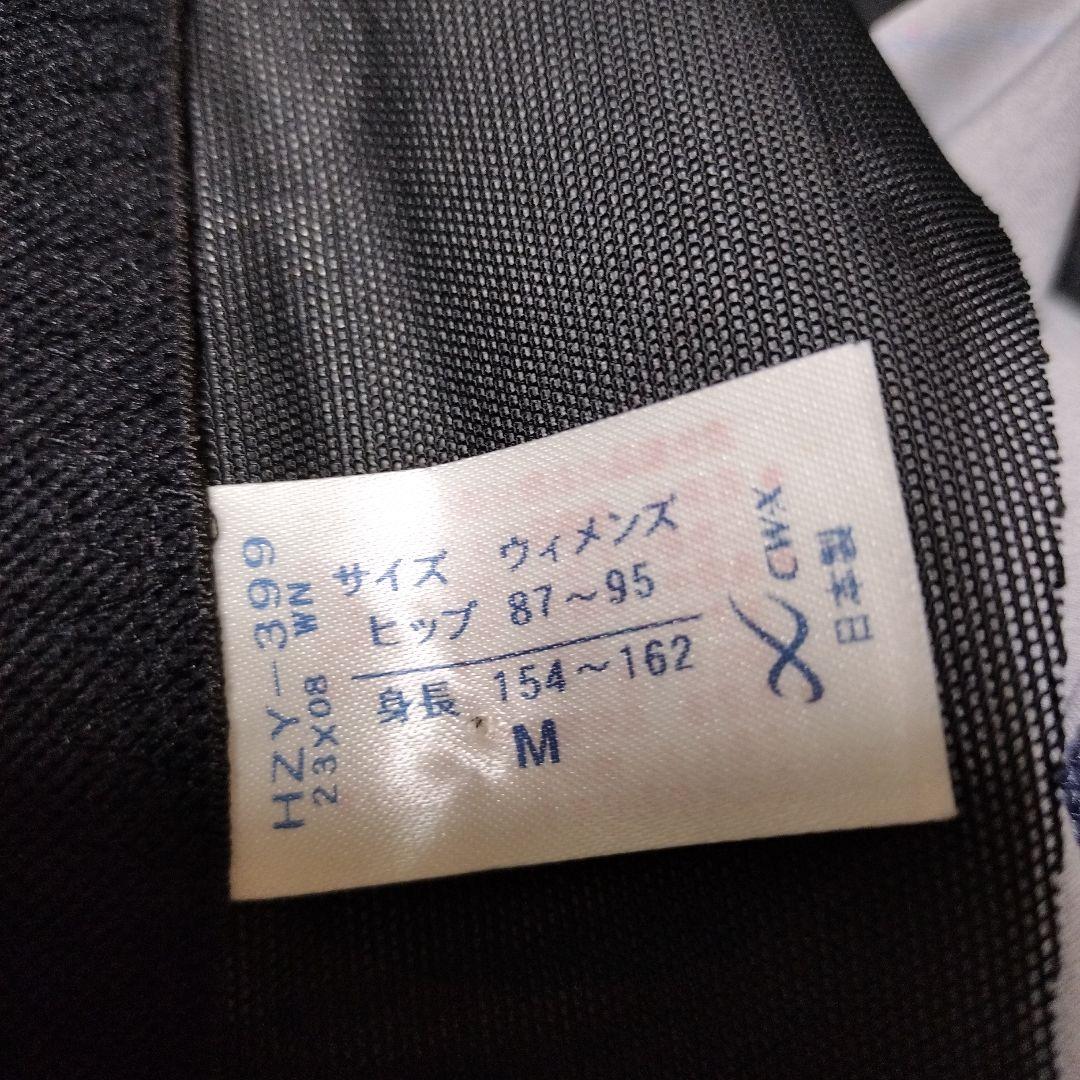 HZY-399
WN
23X08
サイズ ウィメンズ
ヒップ 87~95
身長 154~162
M
CW-X
日本製